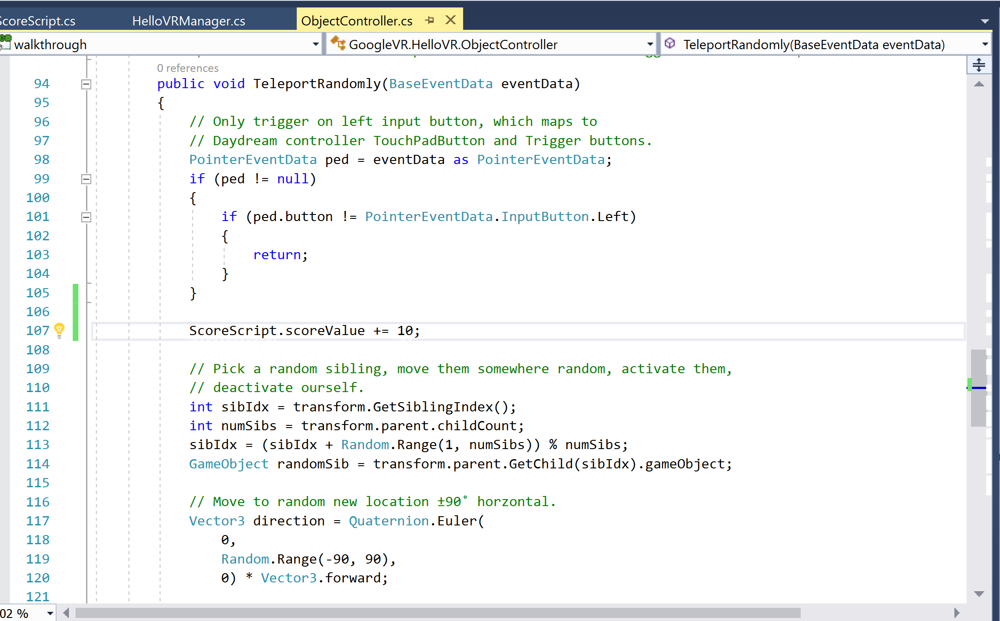 ScoreScript.cs HelloVRManager.cs ObjectController.cs
walkthrough GoogleVR.HelloVR.ObjectController TeleportRandomly(BaseEventData eventData)
0 references
94 public void TeleportRandomly(BaseEventData eventData)
95 {
96 // Only trigger on left input button, which maps to
97 // Daydream controller TouchPadButton and Trigger buttons.
98 PointerEventData ped = eventData as PointerEventData;
99 if (ped != null)
100 {
101 if (ped.button != PointerEventData.InputButton.Left)
102 {
103 return;
104 }
105 }
106
107 ScoreScript.scoreValue += 10;
108
109 // Pick a random sibling, move them somewhere random, activate them,
110 // deactivate ourself.
111 int sibIdx = transform.GetSiblingIndex();
112 int numSibs = transform.parent.childCount;
113 sibIdx = (sibIdx + Random.Range(1, numSibs)) % numSibs;
114 GameObject randomSib = transform.parent.GetChild(sibIdx).gameObject;
115
116 // Move to random new location ±90˚ horzontal.
117 Vector3 direction = Quaternion.Euler(
118 0,
119 Random.Range(-90, 90),
120 0) * Vector3.forward;
121
02 %